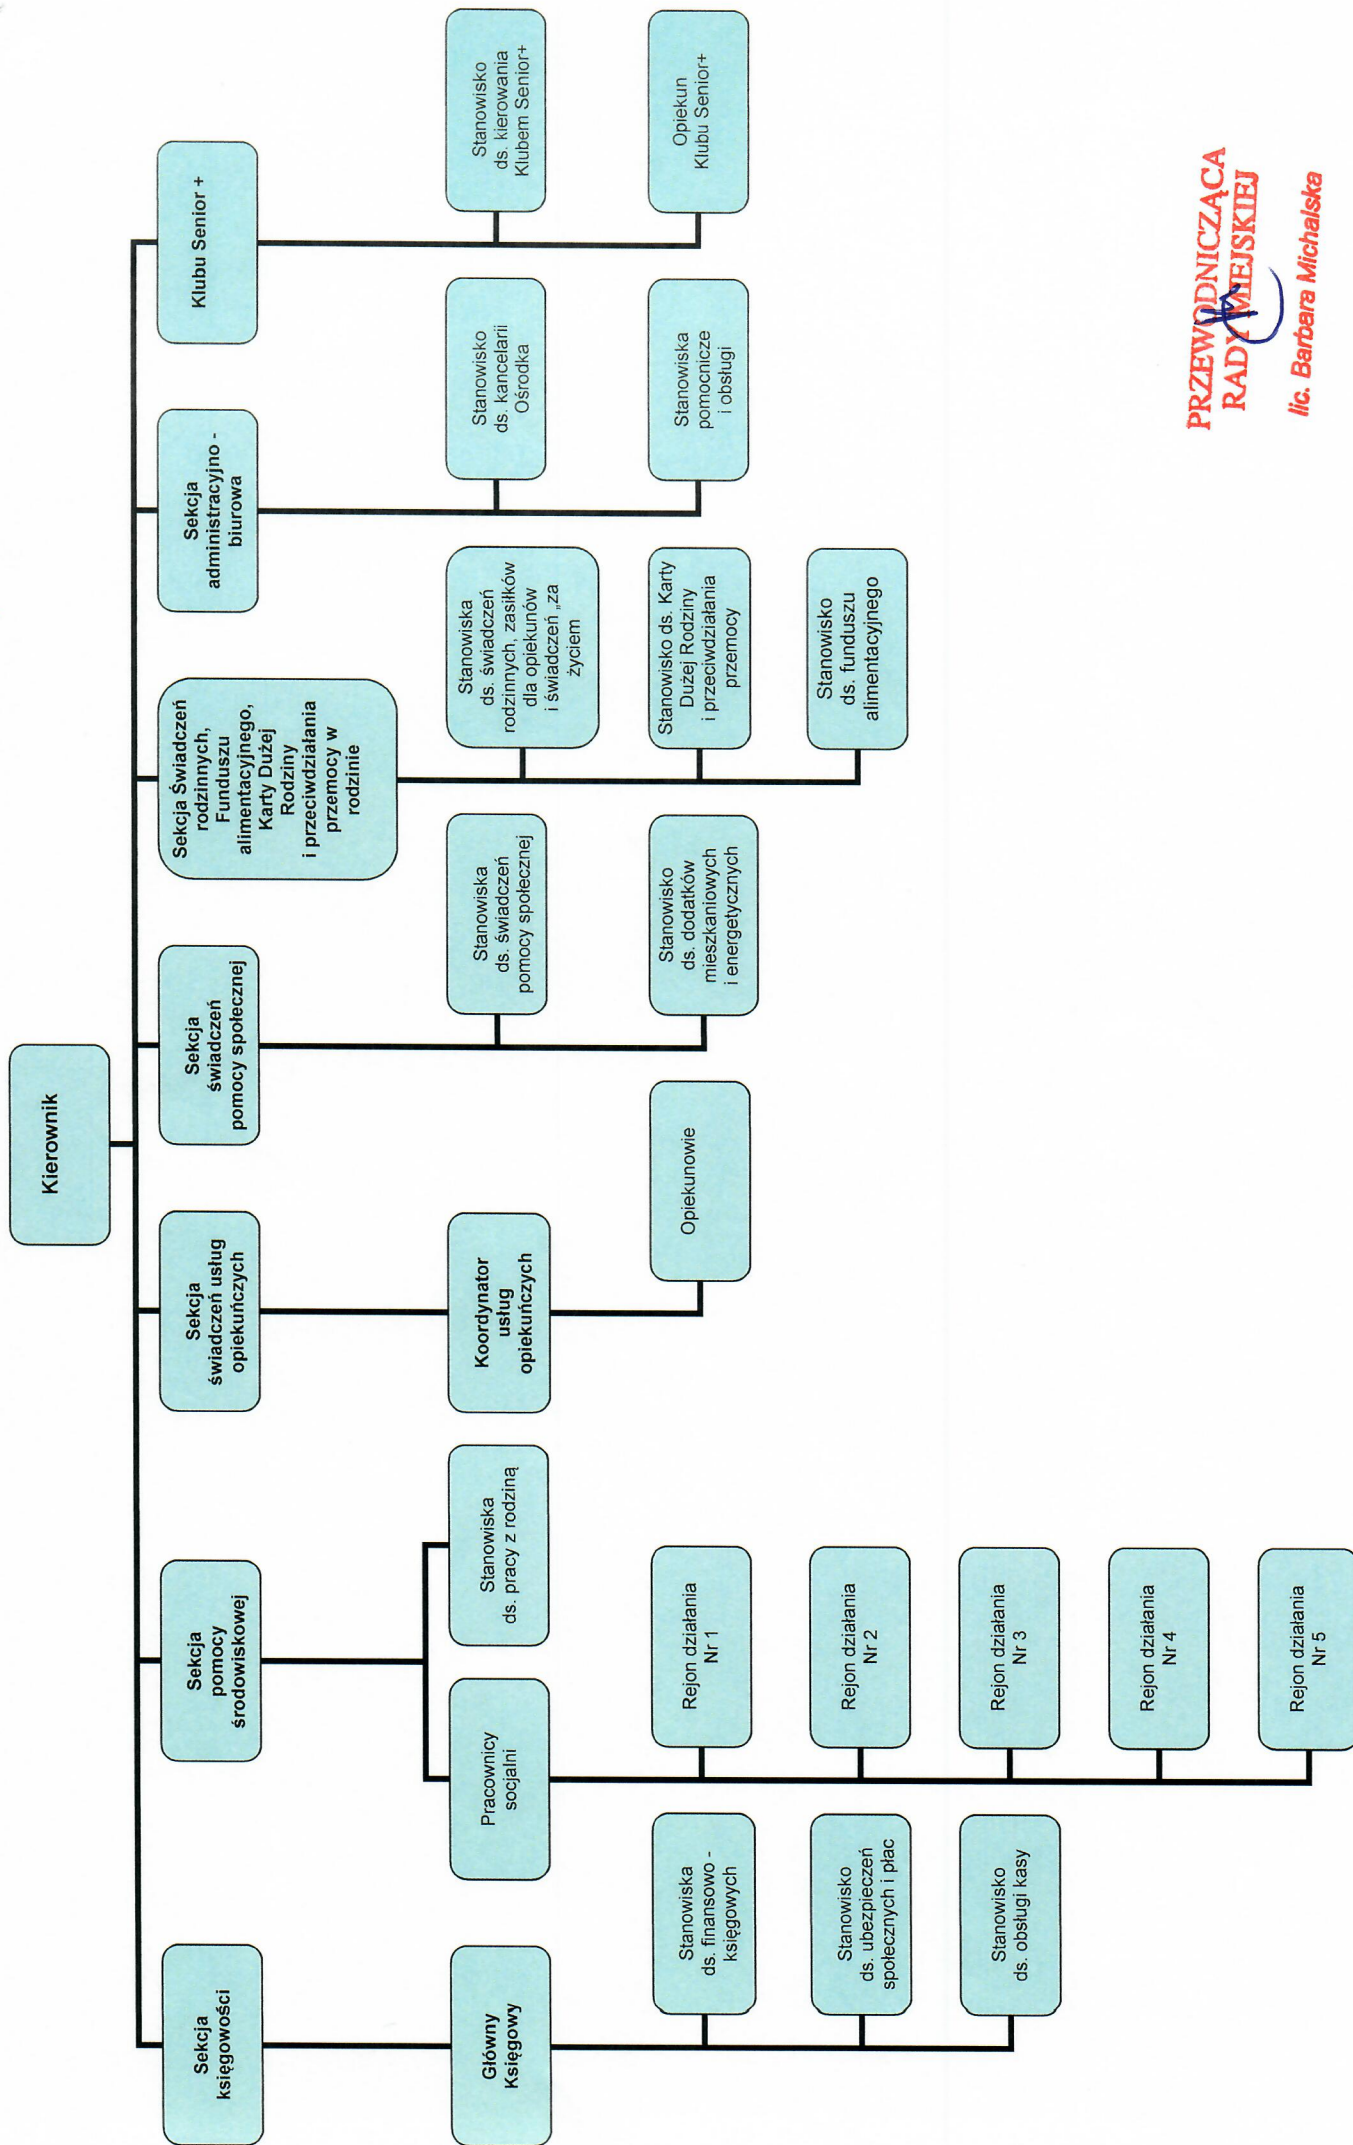 Kierownik
Sekcja
księgowości
Główny
Księgowy
Stanowiska
ds. finansowo -
księgowych
Stanowisko
ds. ubezpieczeń
społecznych i płac
Stanowisko
ds. obsługi kasy
Sekcja
pomocy
środowiskowej
Pracownicy
socjalni
Rejon działania
Nr 1
Rejon działania
Nr 2
Rejon działania
Nr 3
Rejon działania
Nr 4
Rejon działania
Nr 5
Stanowiska
ds. pracy z rodziną
Sekcja
świadczeń usług
opiekuńczych
Koordynator
usług
opiekuńczych
Opiekunowie
Sekcja
świadczeń
pomocy społecznej
Stanowiska
ds. świadczeń
pomocy społecznej
Stanowisko
ds. dodatków
mieszkaniowych
i energetycznych
Sekcja Świadczeń
rodzinnych,
Funduszu
alimentacyjnego,
Karty Dużej
Rodziny
i przeciwdziałania
przemocy w
rodzinie
Stanowiska
ds. świadczeń
rodzinnych, zasiłków
dla opiekunów
i świadczeń „za
życiem
Stanowisko ds. Karty
Dużej Rodziny
i przeciwdziałania
przemocy
Stanowisko
ds. funduszu
alimentacyjnego
Sekcja
administracyjno -
biurowa
Stanowisko
ds. kancelarii
Ośrodka
Stanowiska
pomocnicze
i obsługi
Klubu Senior +
Stanowisko
ds. kierowania
Klubem Senior+
Opiekun
Klubu Senior+
PRZEWODNICZĄCA
RADY MIEJSKIEJ
lic. Barbara Michalska